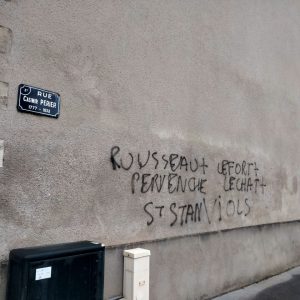 RUE
CASIMIR PERIER
1777 - 1832
ROUSSEAU+ LEFORT+
PERVENCHE LECHAT+
ST STAN VIOLS